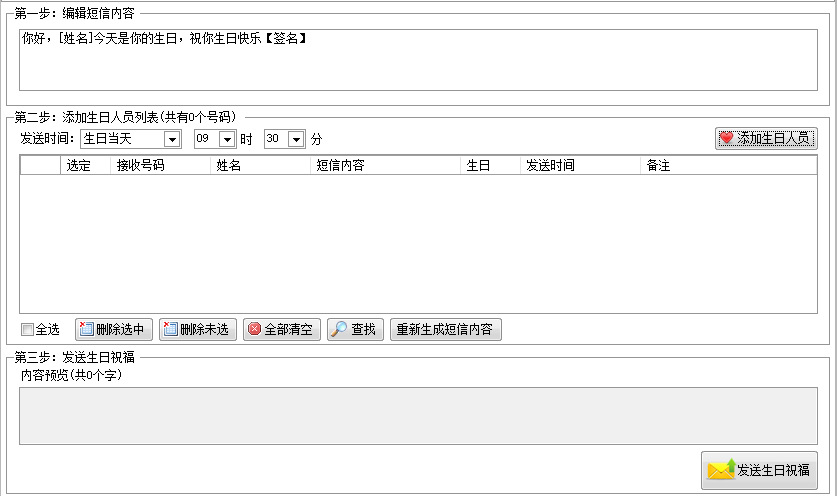 第一步：编辑短信内容
你好，[姓名]今天是你的生日，祝你生日快乐【签名】
第二步：添加生日人员列表(共有0个号码)
发送时间：生日当天 09 时 30 分 添加生日人员
选定 接收号码 姓名 短信内容 生日 发送时间 备注
全选 删除选中 删除未选 全部清空 查找 重新生成短信内容
第三步：发送生日祝福
内容预览(共0个字)
发送生日祝福